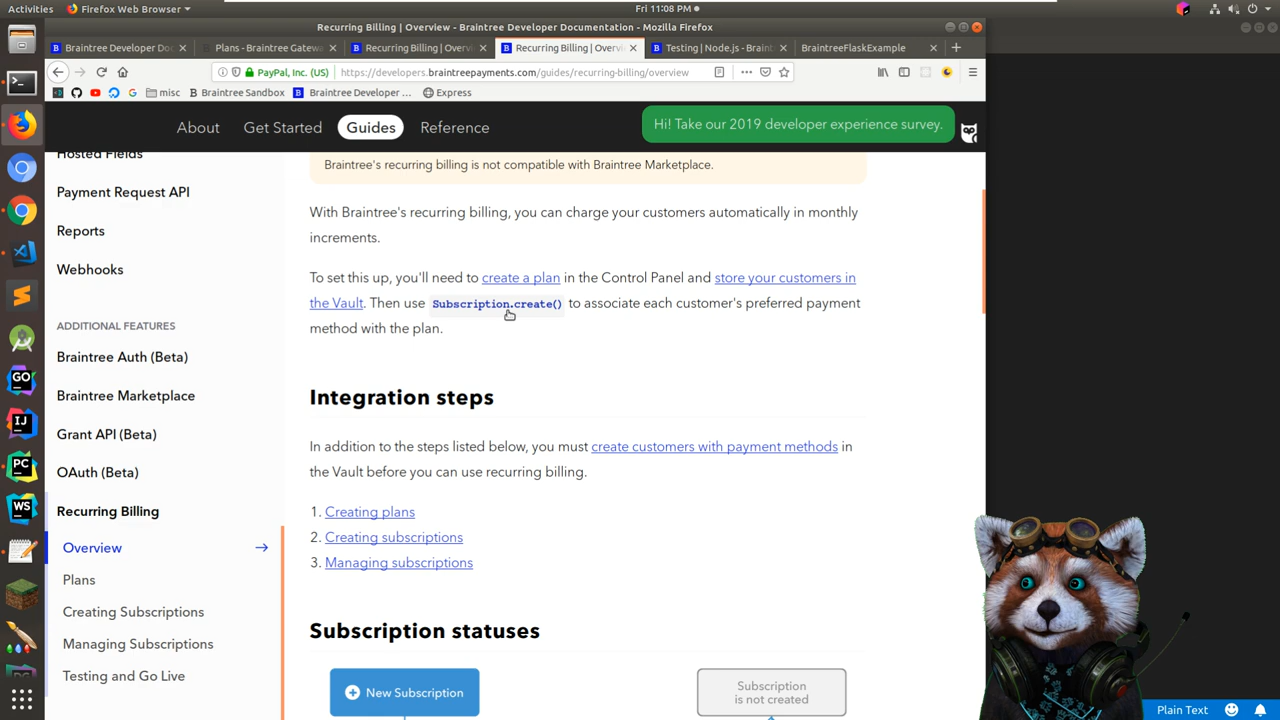 Activities
Firefox Web Browser
Fri 11:08 PM
Recurring Billing | Overview - Braintree Developer Documentation - Mozilla Firefox
Braintree Developer Doc
Plans - Braintree Gatewa
Recurring Billing | Overvi
Recurring Billing | Overvi
Testing | Node.js - Braint
BraintreeFlaskExample
PayPal, Inc. (US)
https://developers.braintreepayments.com/guides/recurring-billing/overview
misc
Braintree Sandbox
Braintree Developer ...
Express
About
Get Started
Guides
Reference
Hi! Take our 2019 developer experience survey.
Hosted Fields
Payment Request API
Reports
Webhooks
ADDITIONAL FEATURES
Braintree Auth (Beta)
Braintree Marketplace
Grant API (Beta)
OAuth (Beta)
Recurring Billing
Overview
Plans
Creating Subscriptions
Managing Subscriptions
Testing and Go Live
Braintree's recurring billing is not compatible with Braintree Marketplace.
With Braintree's recurring billing, you can charge your customers automatically in monthly
increments.
To set this up, you'll need to create a plan in the Control Panel and store your customers in
the Vault. Then use Subscription.create() to associate each customer's preferred payment
method with the plan.
Integration steps
In addition to the steps listed below, you must create customers with payment methods in
the Vault before you can use recurring billing.
1. Creating plans
2. Creating subscriptions
3. Managing subscriptions
Subscription statuses
New Subscription
Subscription
is not created
GO
IJ
PC
WS
PC
Plain Text